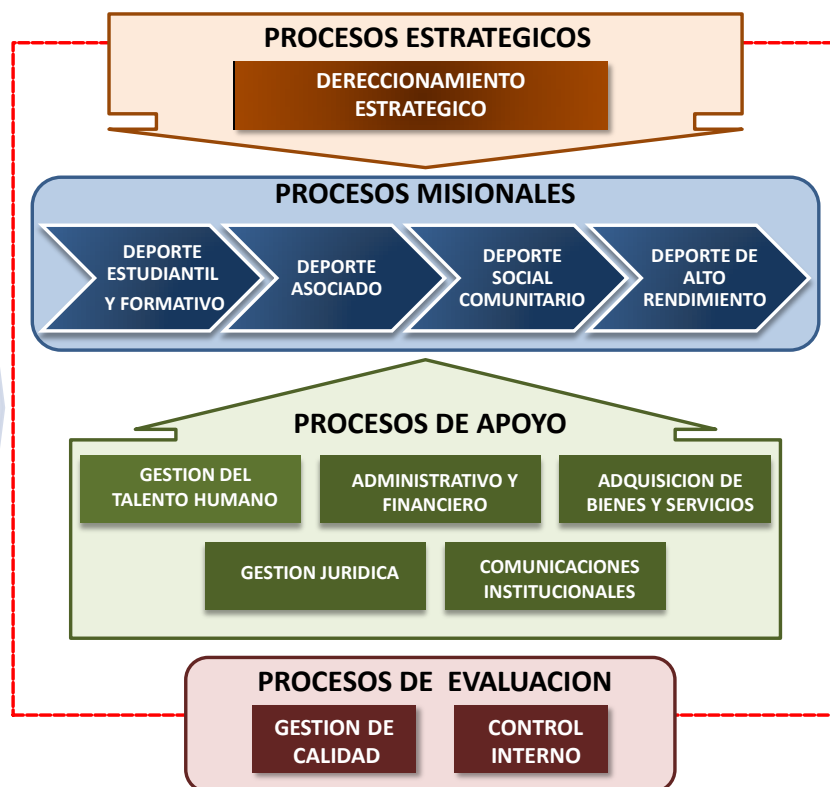 PROCESOS ESTRATEGICOS
DERECCIONAMIENTO
ESTRATEGICO
PROCESOS MISIONALES
DEPORTE
ESTUDIANTIL
Y FORMATIVO
DEPORTE
ASOCIADO
DEPORTE
SOCIAL
COMUNITARIO
DEPORTE DE
ALTO
RENDIMIENTO
PROCESOS DE APOYO
GESTION DEL
TALENTO HUMANO
ADMINISTRATIVO Y
FINANCIERO
ADQUISICION DE
BIENES Y SERVICIOS
GESTION JURIDICA
COMUNICACIONES
INSTITUCIONALES
PROCESOS DE EVALUACION
GESTION DE
CALIDAD
CONTROL
INTERNO